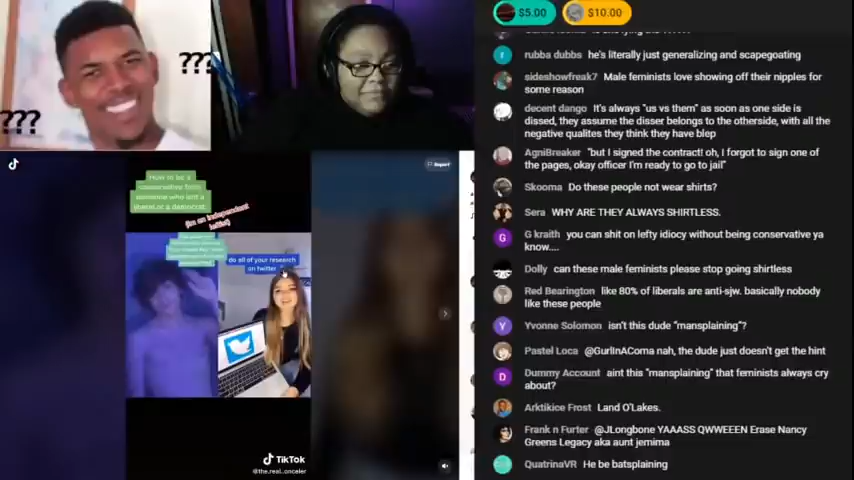 ???
???
How to be a
conservative from
someone who isnt a
liberal or a democrat
(im an independent
leftist)
do all of your research
on twitter
Report
TikTok
@the.real..onceler
$5.00
$10.00
rubba dubbs he's literally just generalizing and scapegoating
sideshowfreak7 Male feminists love showing off their nipples for
some reason
decent dango It's always "us vs them" as soon as one side is
dissed, they assume the disser belongs to the otherside, with all the
negative qualites they think they have blep
AgniBreaker "but I signed the contract! oh, I forgot to sign one of
the pages, okay officer I'm ready to go to jail"
Skooma Do these people not wear shirts?
Sera WHY ARE THEY ALWAYS SHIRTLESS.
G kraith you can shit on lefty idiocy without being conservative ya
know....
Dolly can these male feminists please stop going shirtless
Red Bearington like 80% of liberals are anti-sjw. basically nobody
like these people
Yvonne Solomon isn't this dude "mansplaining"?
Pastel Loca @GurlInAComa nah, the dude just doesn't get the hint
Dummy Account aint this "mansplaining" that feminists always cry
about?
Arktikice Frost Land O'Lakes.
Frank n Furter @JLongbone YAAASS QWWEEEN Erase Nancy
Greens Legacy aka aunt jemima
QuatrinaVR He be batsplaining